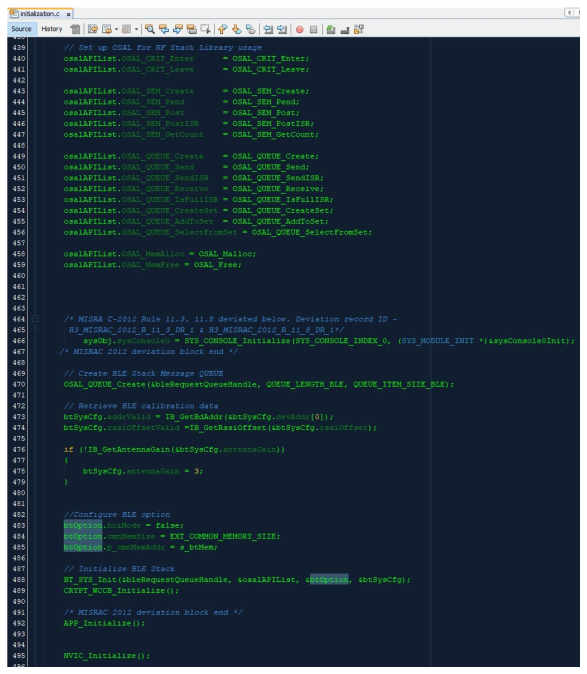 initialization.c x
Source History
439 // Set up OSAL for RF Stack Library usage
440 osalAPIList.OSAL_CRIT_Enter = OSAL_CRIT_Enter;
441 osalAPIList.OSAL_CRIT_Leave = OSAL_CRIT_Leave;
442
443 osalAPIList.OSAL_SEM_Create = OSAL_SEM_Create;
444 osalAPIList.OSAL_SEM_Pend = OSAL_SEM_Pend;
445 osalAPIList.OSAL_SEM_Post = OSAL_SEM_Post;
446 osalAPIList.OSAL_SEM_PostISR = OSAL_SEM_PostISR;
447 osalAPIList.OSAL_SEM_GetCount = OSAL_SEM_GetCount;
448
449 osalAPIList.OSAL_QUEUE_Create = OSAL_QUEUE_Create;
450 osalAPIList.OSAL_QUEUE_Send = OSAL_QUEUE_Send;
451 osalAPIList.OSAL_QUEUE_SendISR = OSAL_QUEUE_SendISR;
452 osalAPIList.OSAL_QUEUE_Receive = OSAL_QUEUE_Receive;
453 osalAPIList.OSAL_QUEUE_IsFullISR = OSAL_QUEUE_IsFullISR;
454 osalAPIList.OSAL_QUEUE_CreateSet = OSAL_QUEUE_CreateSet;
455 osalAPIList.OSAL_QUEUE_AddToSet = OSAL_QUEUE_AddToSet;
456 osalAPIList.OSAL_QUEUE_SelectFromSet = OSAL_QUEUE_SelectFromSet;
457
458 osalAPIList.OSAL_MemAlloc = OSAL_Malloc;
459 osalAPIList.OSAL_MemFree = OSAL_Free;
460
461
462
463
464 /* MISRA C-2012 Rule 11.3, 11.8 deviated below. Deviation record ID -
465 H3_MISRAC_2012_R_11_3_DR_1 & H3_MISRAC_2012_R_11_8_DR_1*/
466 sysObj.sysConsole0 = SYS_CONSOLE_Initialize(SYS_CONSOLE_INDEX_0, (SYS_MODULE_INIT *)&sysConsole0Init);
467 /* MISRAC 2012 deviation block end */
468
469 // Create BLE Stack Message QUEUE
470 OSAL_QUEUE_Create(&bleRequestQueueHandle, QUEUE_LENGTH_BLE, QUEUE_ITEM_SIZE_BLE);
471
472 // Retrieve BLE calibration data
473 btSysCfg.addrValid = IB_GetBdAddr(&btSysCfg.devAddr[0]);
474 btSysCfg.rssiOffsetValid =IB_GetRssiOffset(&btSysCfg.rssiOffset);
475
476 if (!IB_GetAntennaGain(&btSysCfg.antennaGain))
477 {
478 btSysCfg.antennaGain = 3;
479 }
480
481
482 //Configure BLE option
483 btOption.hciMode = false;
484 btOption.cmnMemSize = EXT_COMMON_MEMORY_SIZE;
485 btOption.p_cmnMemAddr = s_btMem;
486
487 // Initialize BLE Stack
488 BT_SYS_Init(&bleRequestQueueHandle, &osalAPIList, &btOption, &btSysCfg);
489 CRYPT_WCCB_Initialize();
490
491 /* MISRAC 2012 deviation block end */
492 APP_Initialize();
493
494
495 NVIC_Initialize();